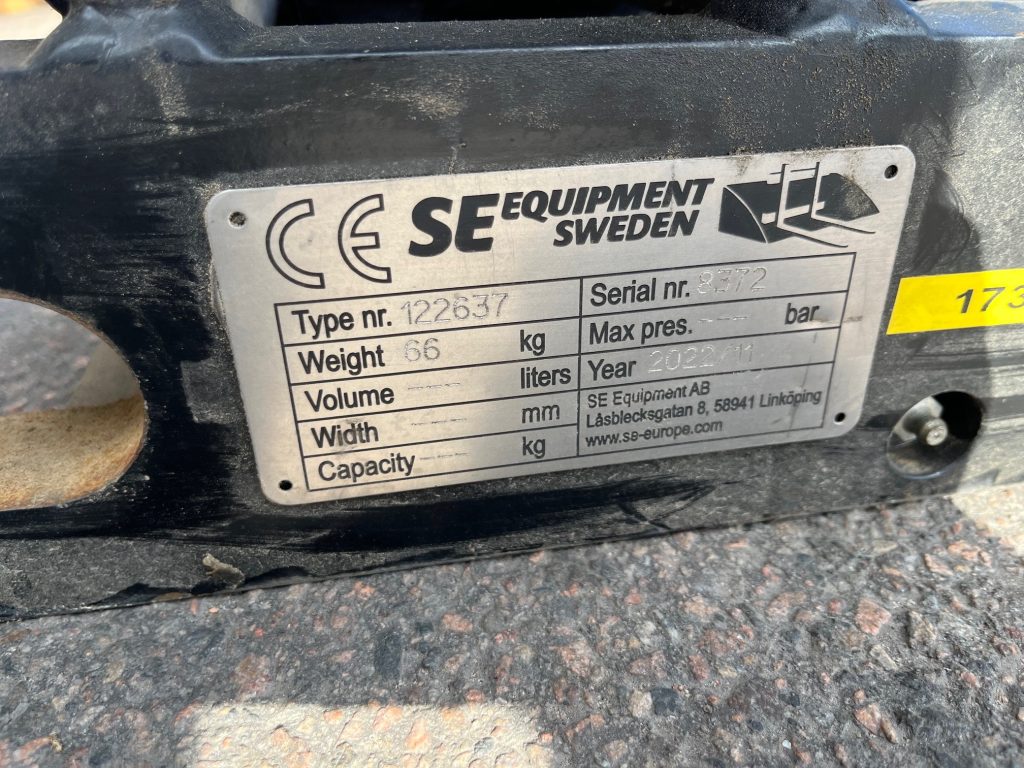 CE SE EQUIPMENT
SWEDEN
Type nr. 122637
Serial nr. 8372
Weight 66 kg
Max pres. --- bar
Volume --- liters
Year 2022/11
Width --- mm
SE Equipment AB
Låsblecksgatan 8, 58941 Linköping
www.se-europe.com
Capacity --- kg
173